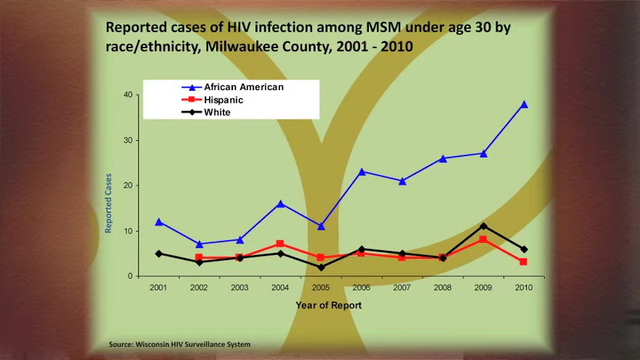 Reported cases of HIV infection among MSM under age 30 by
race/ethnicity, Milwaukee County, 2001 - 2010
African American
Hispanic
White
40
30
20
10
0
Reported Cases
2001 2002 2003 2004 2005 2006 2007 2008 2009 2010
Year of Report
Source: Wisconsin HIV Surveillance System